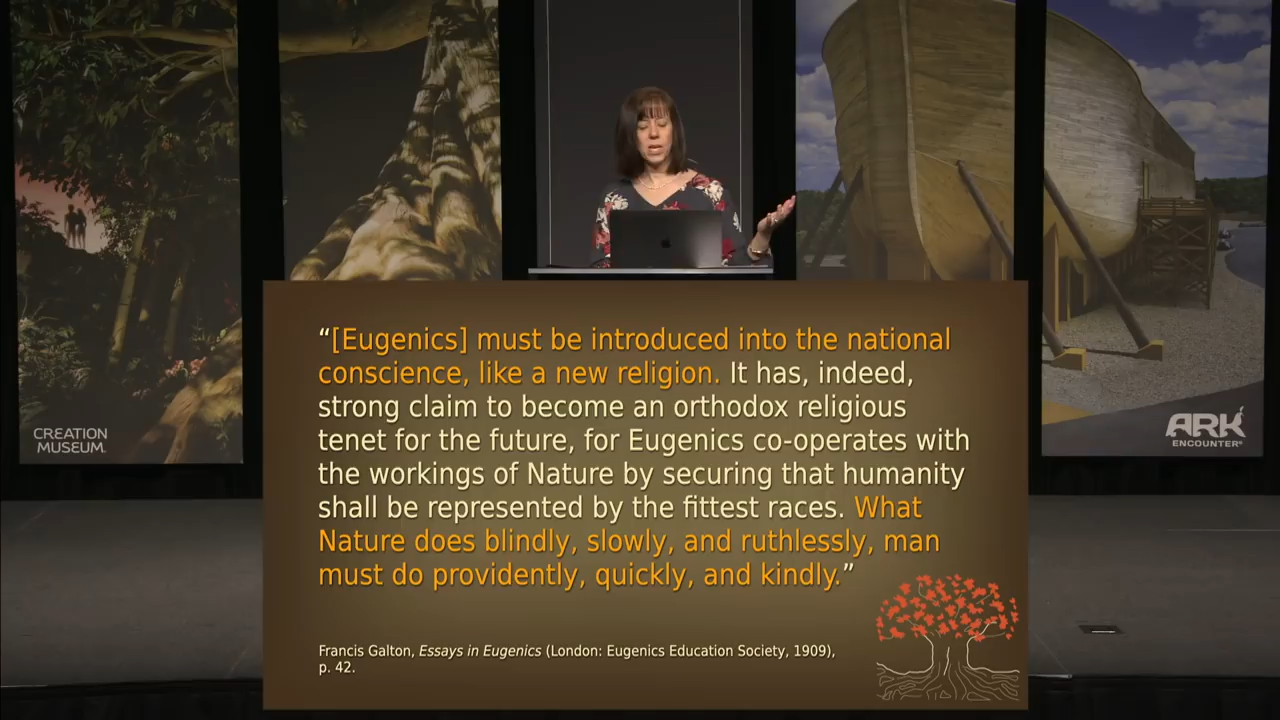 CREATION
MUSEUM
ARK
ENCOUNTER
“[Eugenics] must be introduced into the national
conscience, like a new religion. It has, indeed,
strong claim to become an orthodox religious
tenet for the future, for Eugenics co-operates with
the workings of Nature by securing that humanity
shall be represented by the fittest races. What
Nature does blindly, slowly, and ruthlessly, man
must do providently, quickly, and kindly.”
Francis Galton, Essays in Eugenics (London: Eugenics Education Society, 1909),
p. 42.